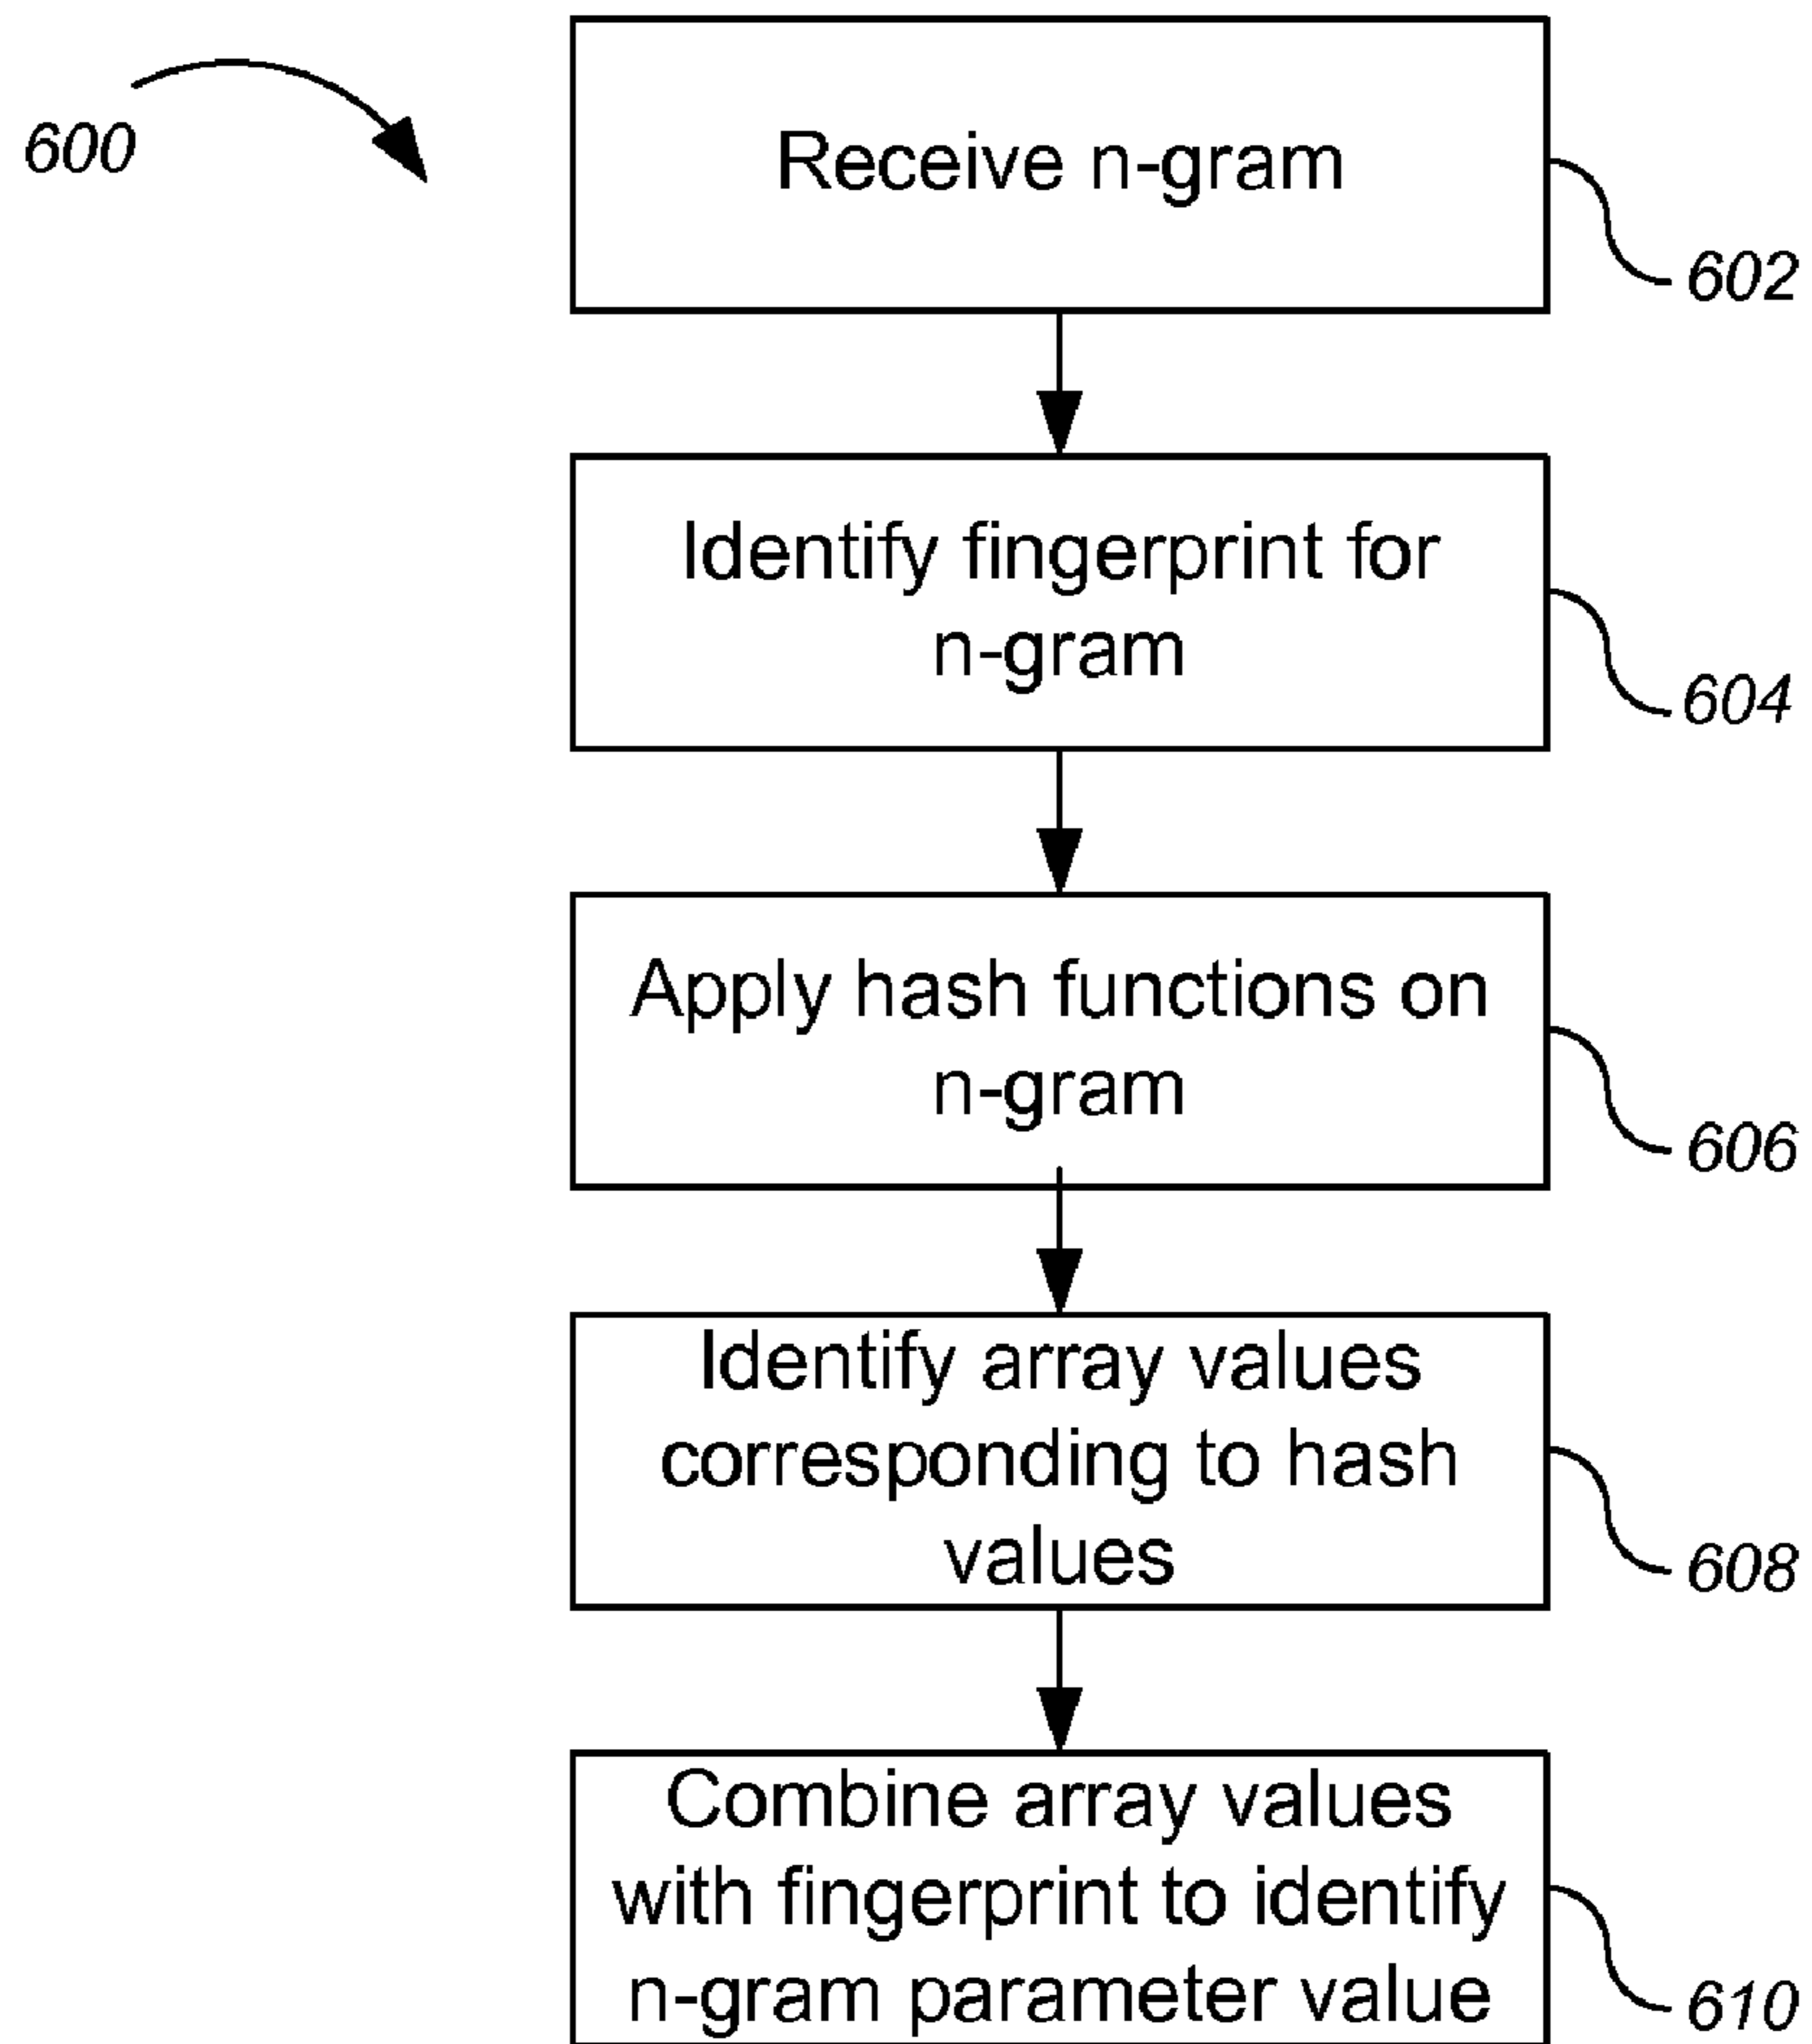 600
Receive n-gram
602
Identify fingerprint for
n-gram
604
Apply hash functions on
n-gram
606
Identify array values
corresponding to hash
values
608
Combine array values
with fingerprint to identify
n-gram parameter value
610